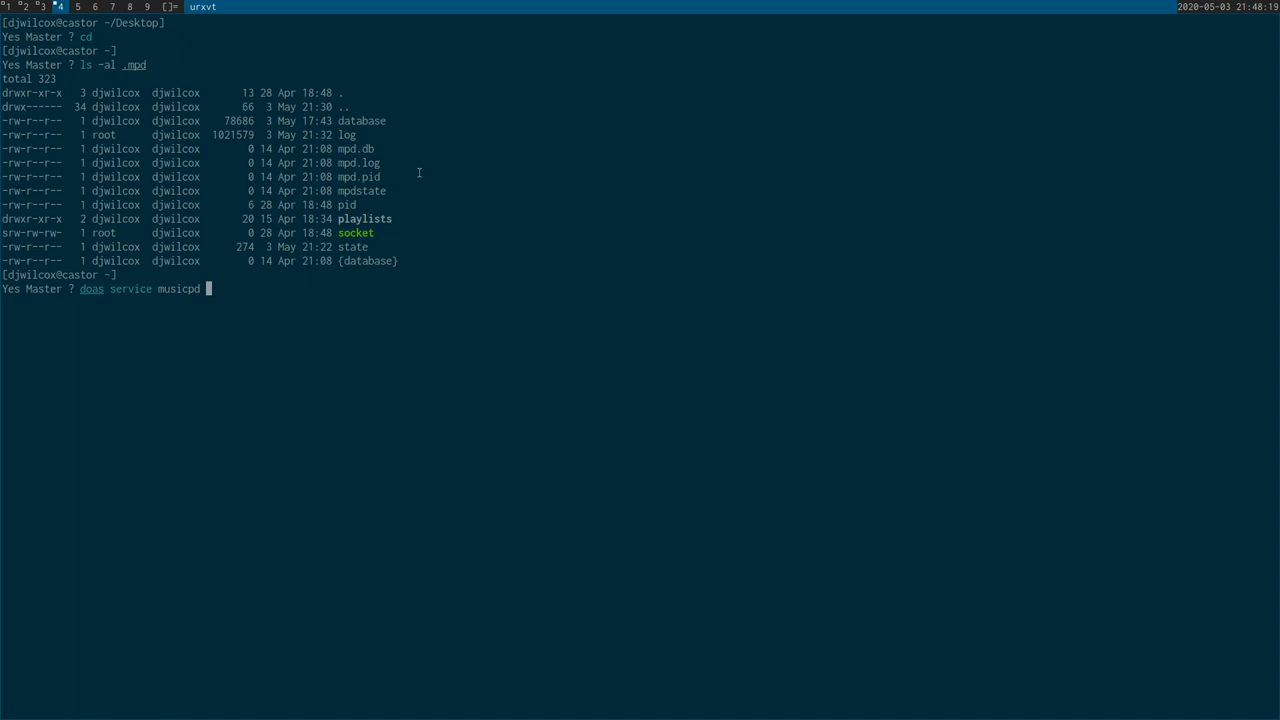 1 2 3 4 5 6 7 8 9 []= urxvt 2020-05-03 21:48:19
[djwilcox@castor ~/Desktop]
Yes Master ? cd
[djwilcox@castor ~]
Yes Master ? ls -al .mpd
total 323
drwxr-xr-x 3 djwilcox djwilcox 13 28 Apr 18:48 .
drwx------ 34 djwilcox djwilcox 66 3 May 21:30 ..
-rw-r--r-- 1 djwilcox djwilcox 78686 3 May 17:43 database
-rw-r--r-- 1 root djwilcox 1021579 3 May 21:32 log
-rw-r--r-- 1 djwilcox djwilcox 0 14 Apr 21:08 mpd.db
-rw-r--r-- 1 djwilcox djwilcox 0 14 Apr 21:08 mpd.log
-rw-r--r-- 1 djwilcox djwilcox 0 14 Apr 21:08 mpd.pid
-rw-r--r-- 1 djwilcox djwilcox 0 14 Apr 21:08 mpdstate
-rw-r--r-- 1 djwilcox djwilcox 6 28 Apr 18:48 pid
drwxr-xr-x 2 djwilcox djwilcox 20 15 Apr 18:34 playlists
srw-rw-rw- 1 root djwilcox 0 28 Apr 18:48 socket
-rw-r--r-- 1 djwilcox djwilcox 274 3 May 21:22 state
-rw-r--r-- 1 djwilcox djwilcox 0 14 Apr 21:08 {database}
[djwilcox@castor ~]
Yes Master ? doas service musicpd